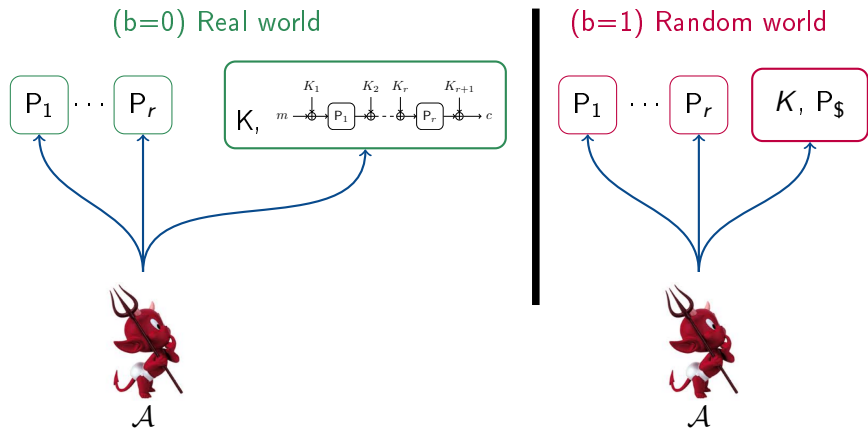 (b=0) Real world
(b=1) Random world
P₁ ··· Pᵣ
K, m K₁ P₁ K₂ Kᵣ Pᵣ Kᵣ₊₁ c
P₁ ··· Pᵣ
K, P$
𝒜
𝒜